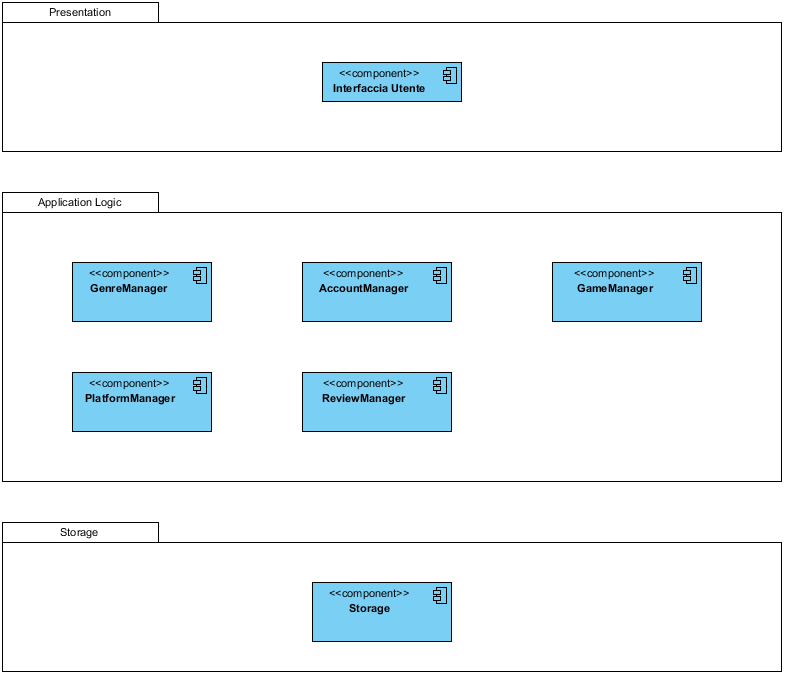 Presentation
<<component>>
Interfaccia Utente
Application Logic
<<component>>
GenreManager
<<component>>
AccountManager
<<component>>
GameManager
<<component>>
PlatformManager
<<component>>
ReviewManager
Storage
<<component>>
Storage